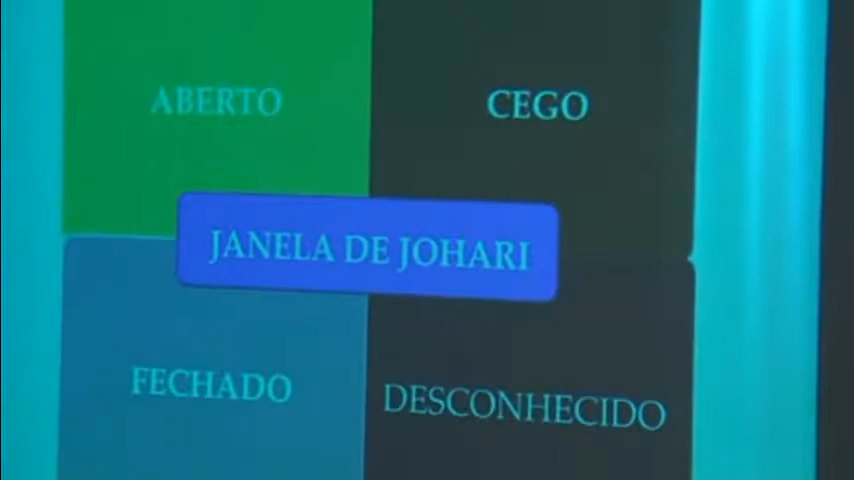 ABERTO
CEGO
JANELA DE JOHARI
FECHADO
DESCONHECIDO